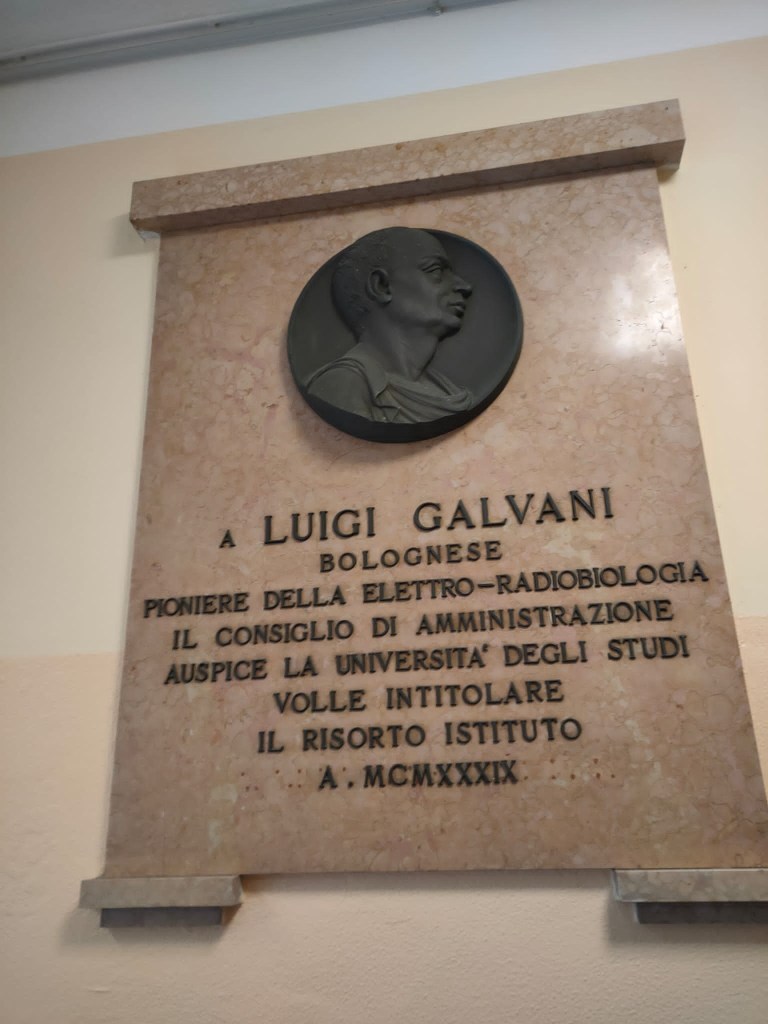 A LUIGI GALVANI
BOLOGNESE
PIONIERE DELLA ELETTRO-RADIOBIOLOGIA
IL CONSIGLIO DI AMMINISTRAZIONE
AUSPICE LA UNIVERSITA' DEGLI STUDI
VOLLE INTITOLARE
IL RISORTO ISTITUTO
A. MCMXXXIX